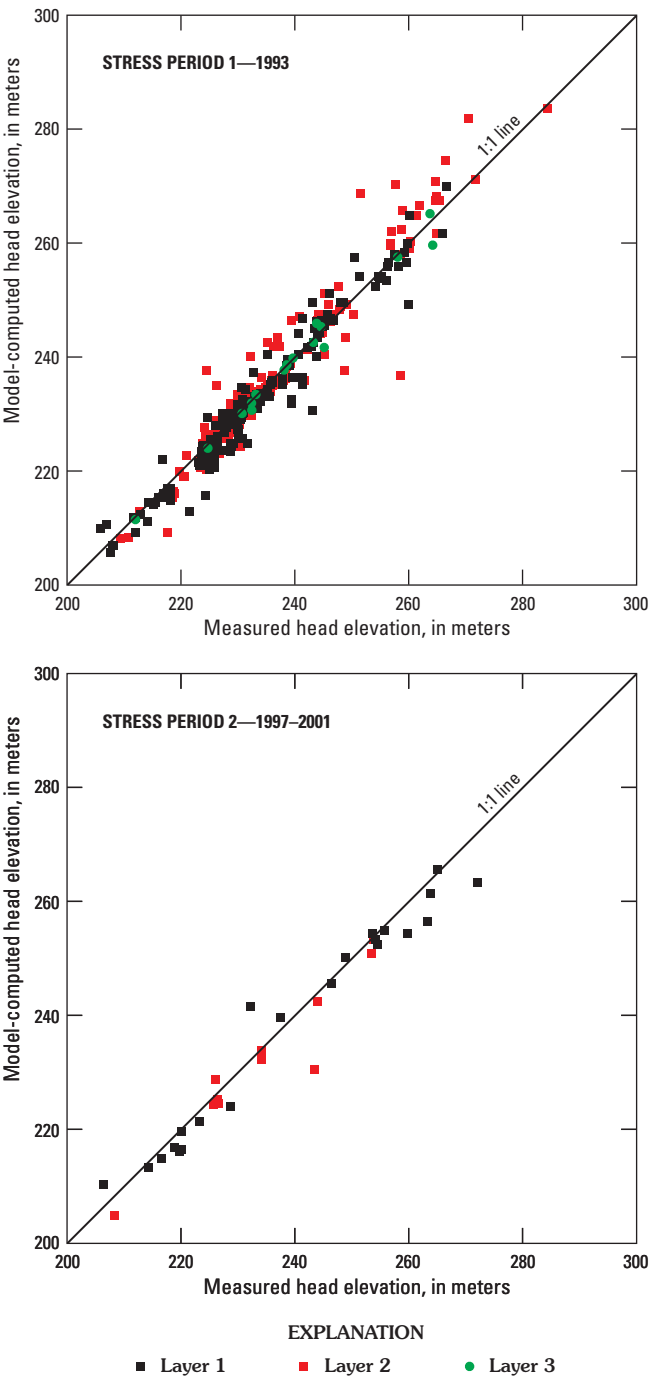 Model-computed head elevation, in meters
300
280
260
240
220
200
STRESS PERIOD 1—1993
1:1 line
200 220 240 260 280 300
Measured head elevation, in meters
Model-computed head elevation, in meters
300
280
260
240
220
200
STRESS PERIOD 2—1997–2001
1:1 line
200 220 240 260 280 300
Measured head elevation, in meters
EXPLANATION
Layer 1 Layer 2 Layer 3